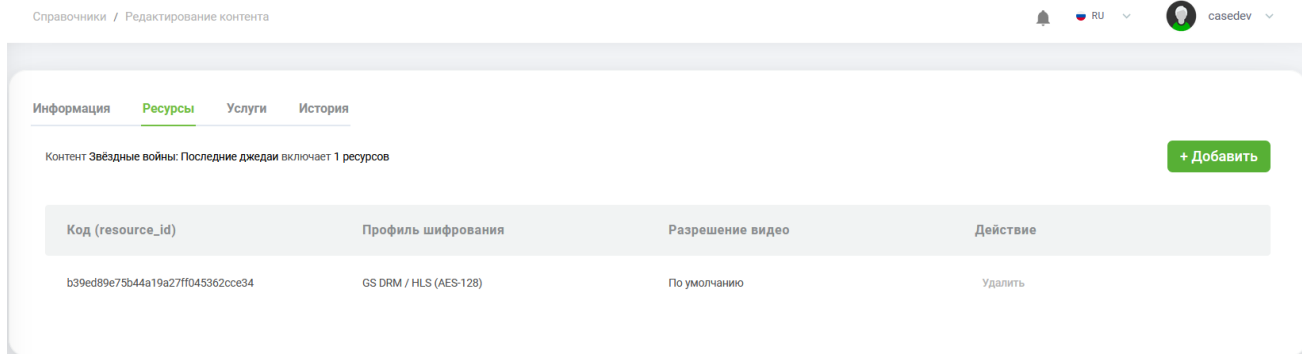 Справочники / Редактирование контента
RU
casedev
Информация Ресурсы Услуги История
Контент Звёздные войны: Последние джедаи включает 1 ресурсов
+ Добавить
Код (resource_id) Профиль шифрования Разрешение видео Действие
b39ed89e75b44a19a27ff045362cce34 GS DRM / HLS (AES-128) По умолчанию Удалить